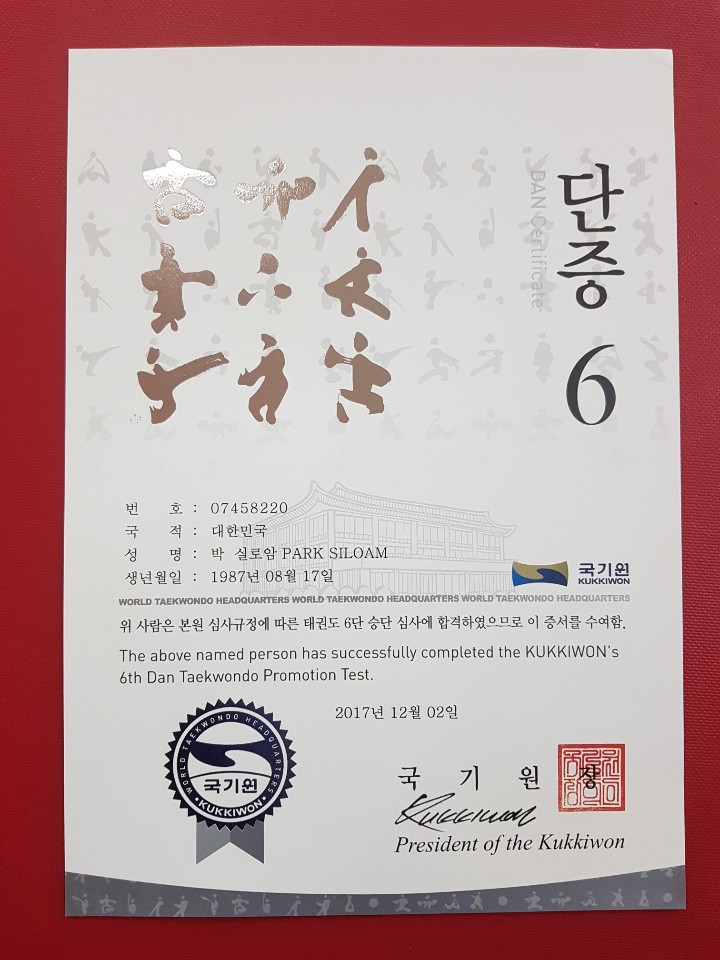 단증
DAN Certificate
6
번 호 : 07458220
국 적 : 대한민국
성 명 : 박 실로암 PARK SILOAM
생년월일 : 1987년 08월 17일
국기원
KUKKIWON
WORLD TAEKWONDO HEADQUARTERS WORLD TAEKWONDO HEADQUARTERS WORLD TAEKWONDO HEADQUARTERS
위 사람은 본원 심사규정에 따른 태권도 6단 승단 심사에 합격하였으므로 이 증서를 수여함.
The above named person has successfully completed the KUKKIWON's
6th Dan Taekwondo Promotion Test.
2017년 12월 02일
WORLD TAEKWONDO HEADQUARTERS
국기원
• KUKKIWON •
국 기 원 장
Kukkiwon
President of the Kukkiwon